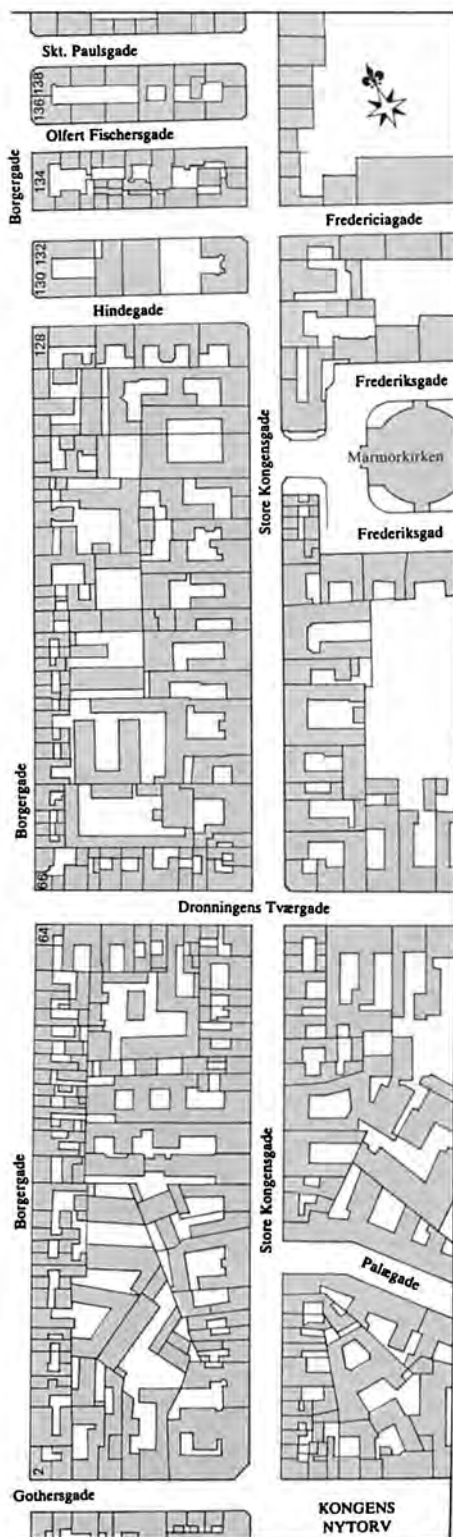 Skt. Paulsgade
136 138
Olfert Fischersgade
Borgergade
134
Fredericiagade
130 132
Hindegade
128
Frederiksgade
Marmorkirken
Store Kongensgade
Frederiksgad
Borgergade
66
Dronningens Tværgade
64
Borgergade
Store Kongensgade
Palægade
2
Gothersgade
KONGENS
NYTORV